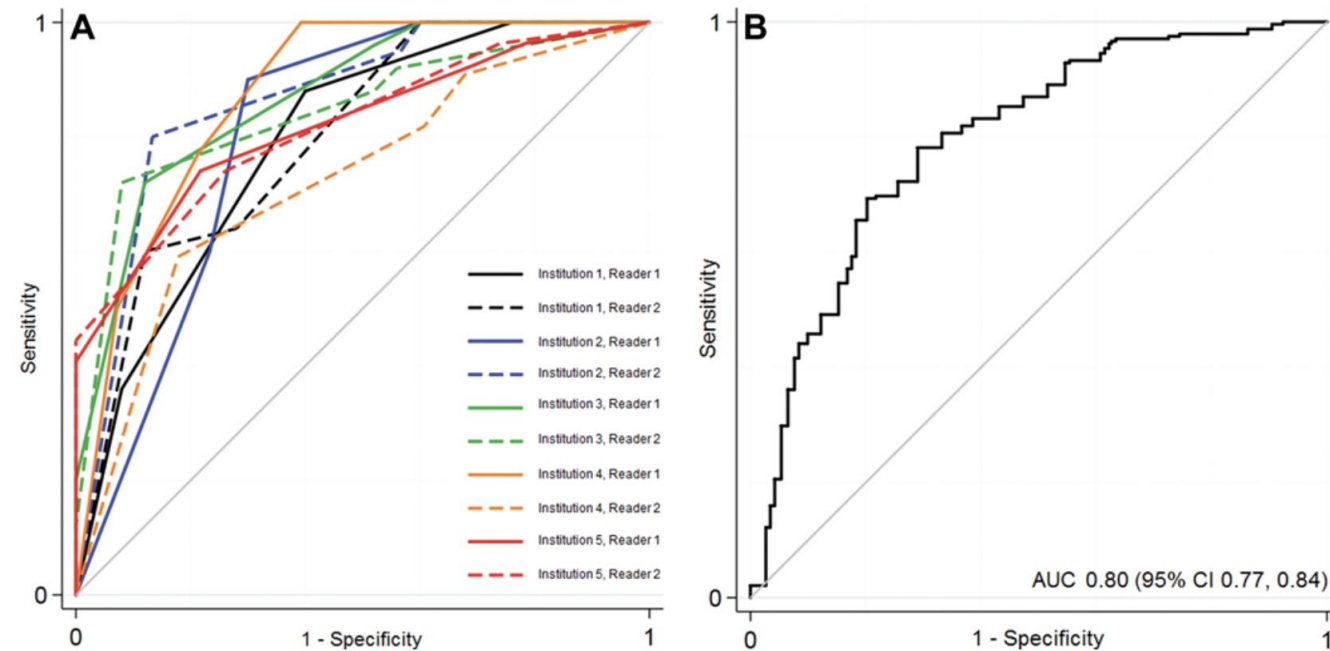 A
1
Sensitivity
Institution 1, Reader 1
Institution 1, Reader 2
Institution 2, Reader 1
Institution 2, Reader 2
Institution 3, Reader 1
Institution 3, Reader 2
Institution 4, Reader 1
Institution 4, Reader 2
Institution 5, Reader 1
Institution 5, Reader 2
0
0
1 - Specificity
1
B
1
Sensitivity
AUC 0.80 (95% CI 0.77, 0.84)
0
0
1 - Specificity
1